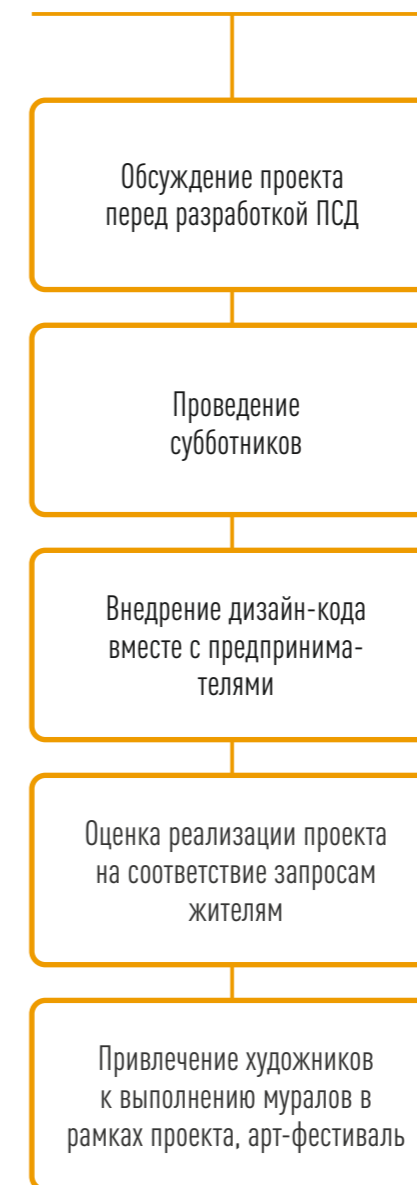 Обсуждение проекта
перед разработкой ПСД
Проведение
субботников
Внедрение дизайн-кода
вместе с предпринима-
телями
Оценка реализации проекта
на соответствие запросам
жителям
Привлечение художников
к выполнению муралов в
рамках проекта, арт-фестиваль